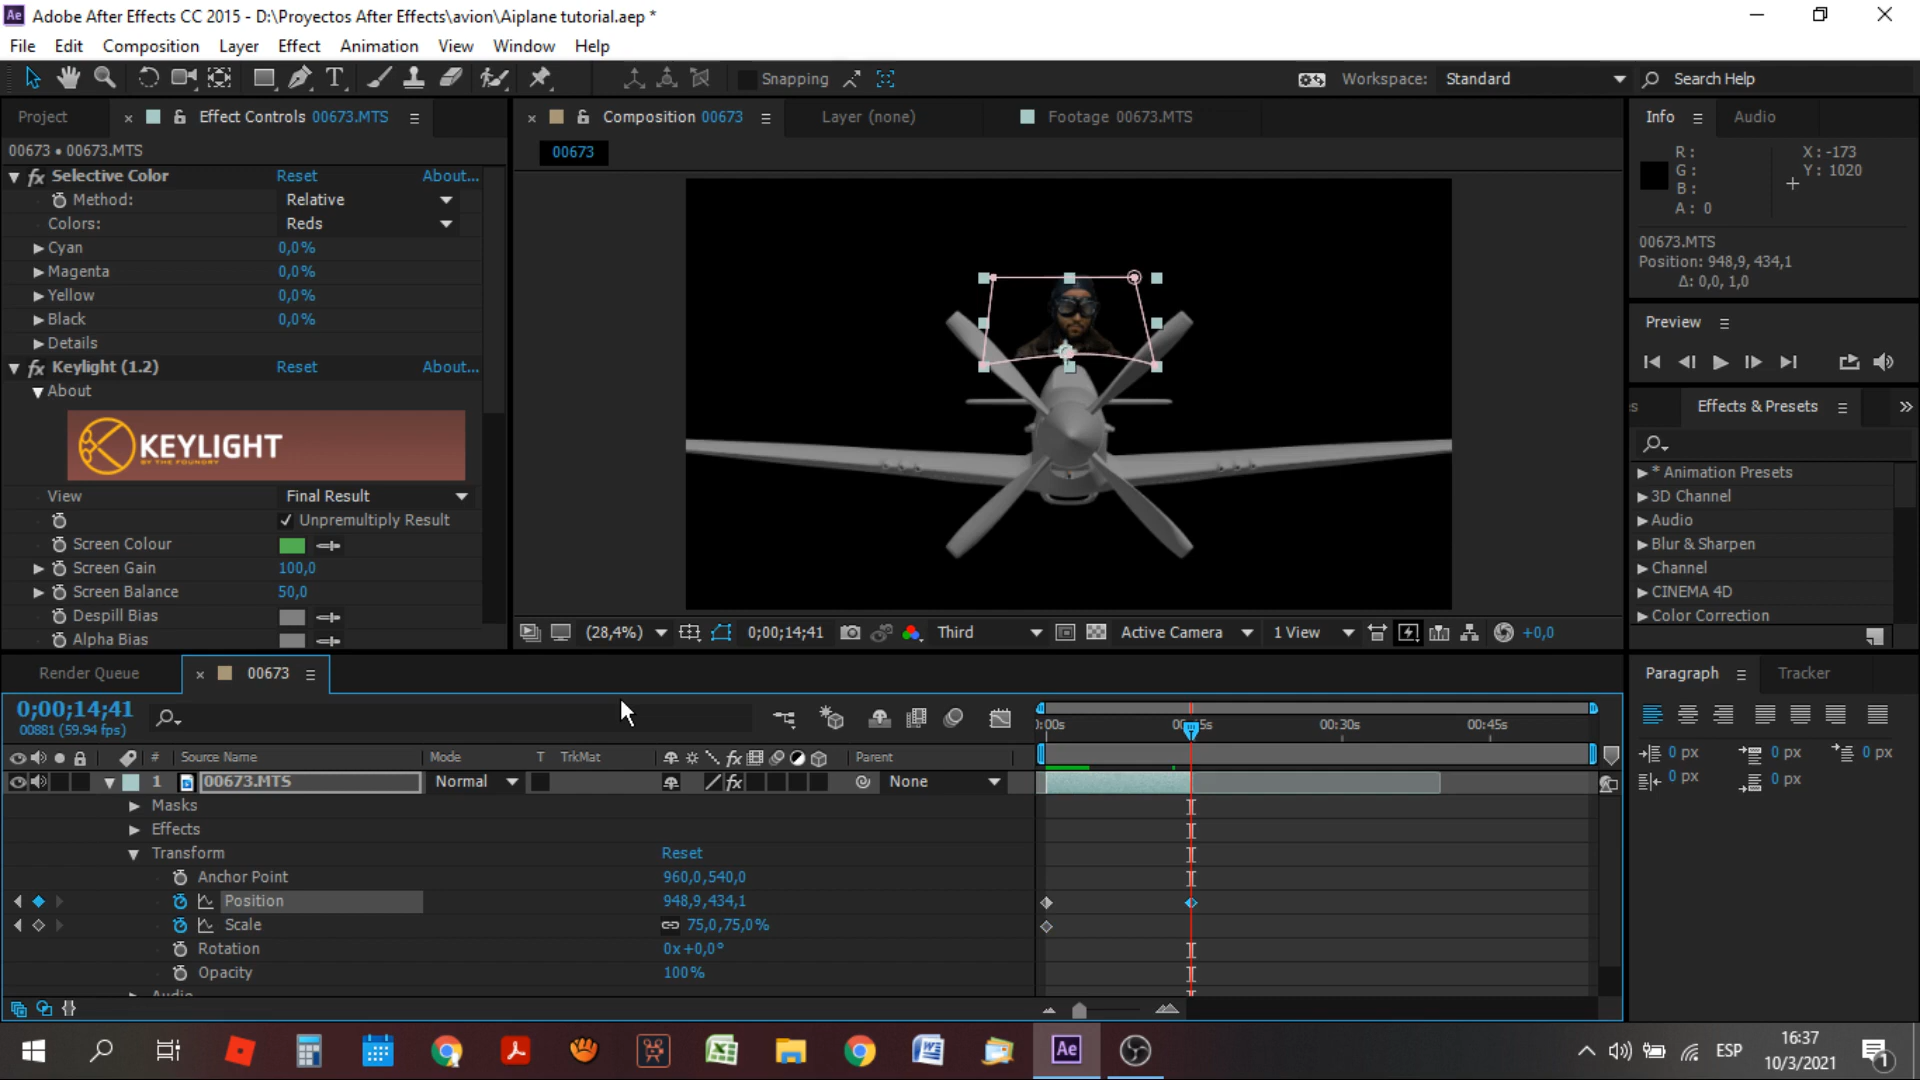 Adobe After Effects CC 2015 - D:\Proyectos After Effects\avion\Aiplane tutorial.aep *
File Edit Composition Layer Effect Animation View Window Help
Snapping
Workspace: Standard
Search Help
Project
Effect Controls 00673.MTS
00673 • 00673.MTS
Selective Color Reset About...
Method: Relative
Colors: Reds
Cyan 0,0%
Magenta 0,0%
Yellow 0,0%
Black 0,0%
Details
Keylight (1.2) Reset About...
About
KEYLIGHT
BY THE FOUNDRY
View Final Result
Unpremultiply Result
Screen Colour
Screen Gain 100,0
Screen Balance 50,0
Despill Bias
Alpha Bias
Composition 00673
Layer (none)
Footage 00673.MTS
00673
(28,4%) 0;00;14;41 Third Active Camera 1 View +0,0
Info Audio
R:
G:
B:
A: 0
X: -173
Y: 1020
00673.MTS
Position: 948,9, 434,1
Δ: 0,0, 1,0
Preview
Effects & Presets
* Animation Presets
3D Channel
Audio
Blur & Sharpen
Channel
CINEMA 4D
Color Correction
Paragraph Tracker
0 px 0 px 0 px
0 px 0 px
Render Queue
00673
0;00;14;41
00881 (59.94 fps)
# Source Name Mode T TrkMat Parent
1 00673.MTS Normal None
Masks
Effects
Transform Reset
Anchor Point 960,0,540,0
Position 948,9,434,1
Scale 75,0,75,0%
Rotation 0x+0,0°
Opacity 100%
00:30s 00:45s
Ae
ESP
16:37
10/3/2021
1